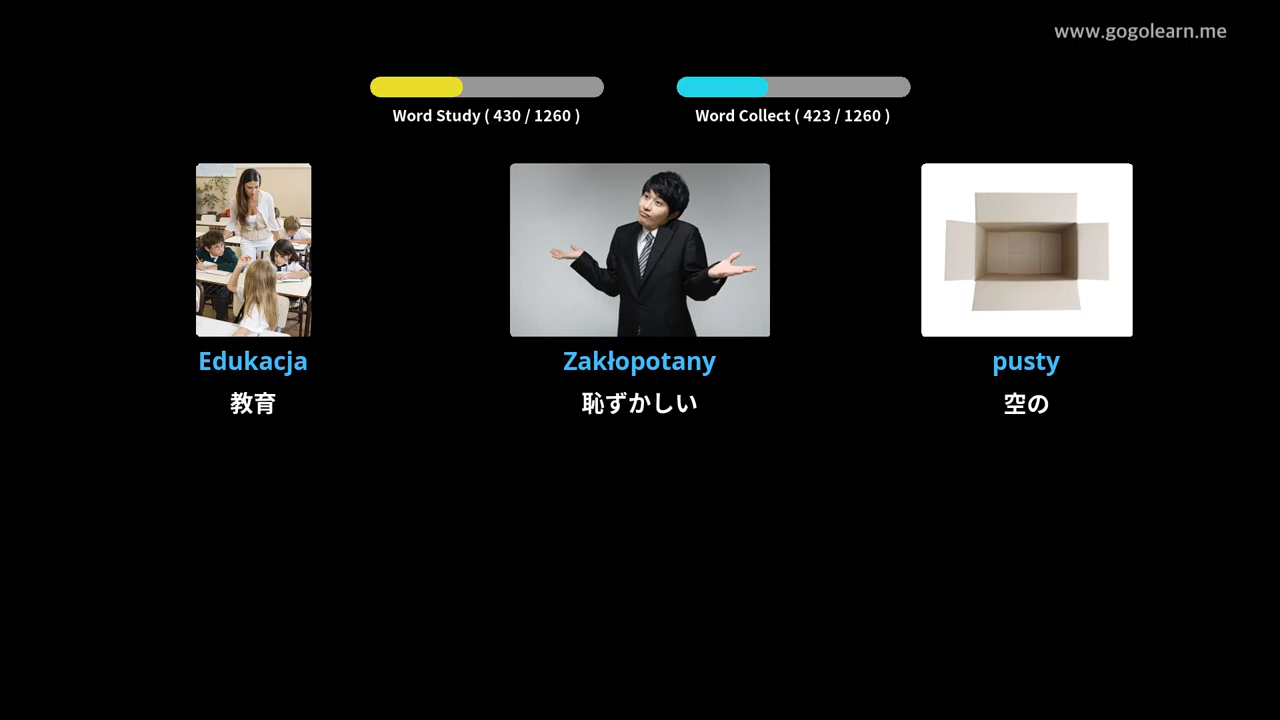 www.gogolearn.me
Word Study ( 430 / 1260 )
Word Collect ( 423 / 1260 )
Edukacja
Zakłopotany
pusty
教育
恥ずかしい
空の